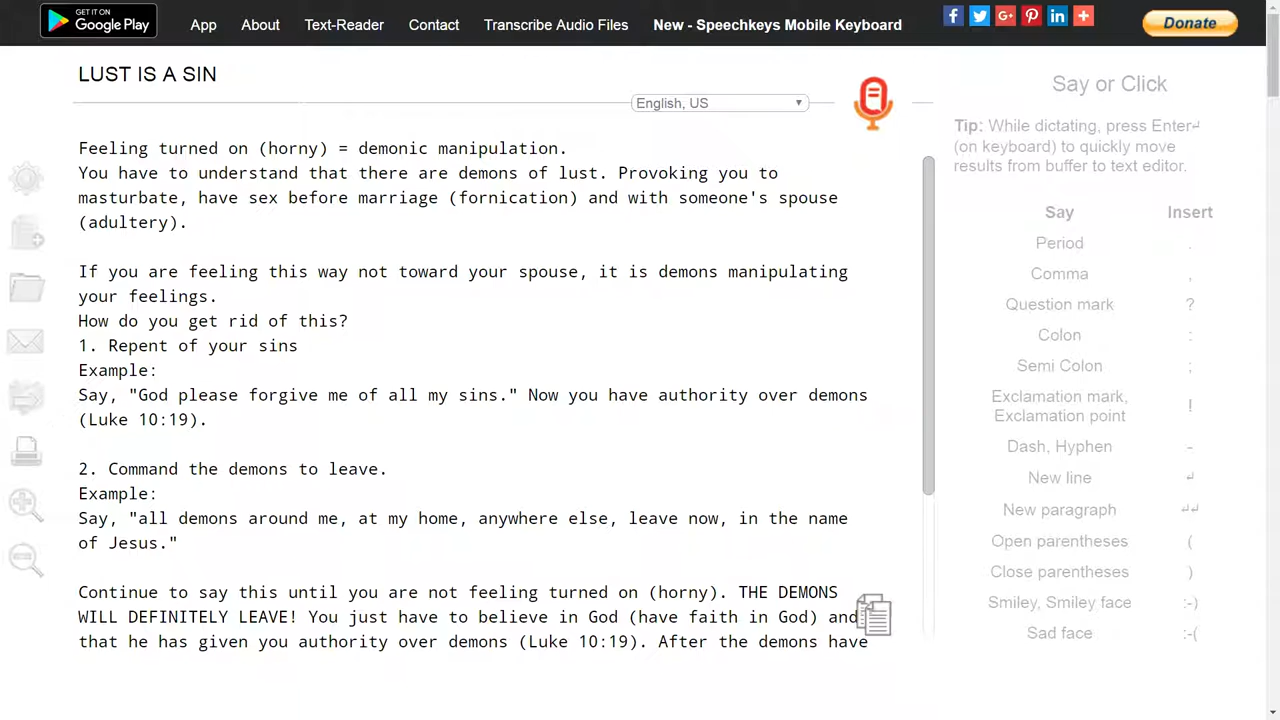 GET IT ON
Google Play
App
About
Text-Reader
Contact
Transcribe Audio Files
New - Speechkeys Mobile Keyboard
Donate
LUST IS A SIN
English, US
Feeling turned on (horny) = demonic manipulation.
You have to understand that there are demons of lust. Provoking you to
masturbate, have sex before marriage (fornication) and with someone's spouse
(adultery).
If you are feeling this way not toward your spouse, it is demons manipulating
your feelings.
How do you get rid of this?
1. Repent of your sins
Example:
Say, "God please forgive me of all my sins." Now you have authority over demons
(Luke 10:19).
2. Command the demons to leave.
Example:
Say, "all demons around me, at my home, anywhere else, leave now, in the name
of Jesus."
Continue to say this until you are not feeling turned on (horny). THE DEMONS
WILL DEFINITELY LEAVE! You just have to believe in God (have faith in God) and
that he has given you authority over demons (Luke 10:19). After the demons have
Say or Click
Tip: While dictating, press Enter↵
(on keyboard) to quickly move
results from buffer to text editor.
Say Insert
Period .
Comma ,
Question mark ?
Colon :
Semi Colon ;
Exclamation mark,
Exclamation point !
Dash, Hyphen -
New line ↵
New paragraph ↵↵
Open parentheses (
Close parentheses )
Smiley, Smiley face :-)
Sad face :-(